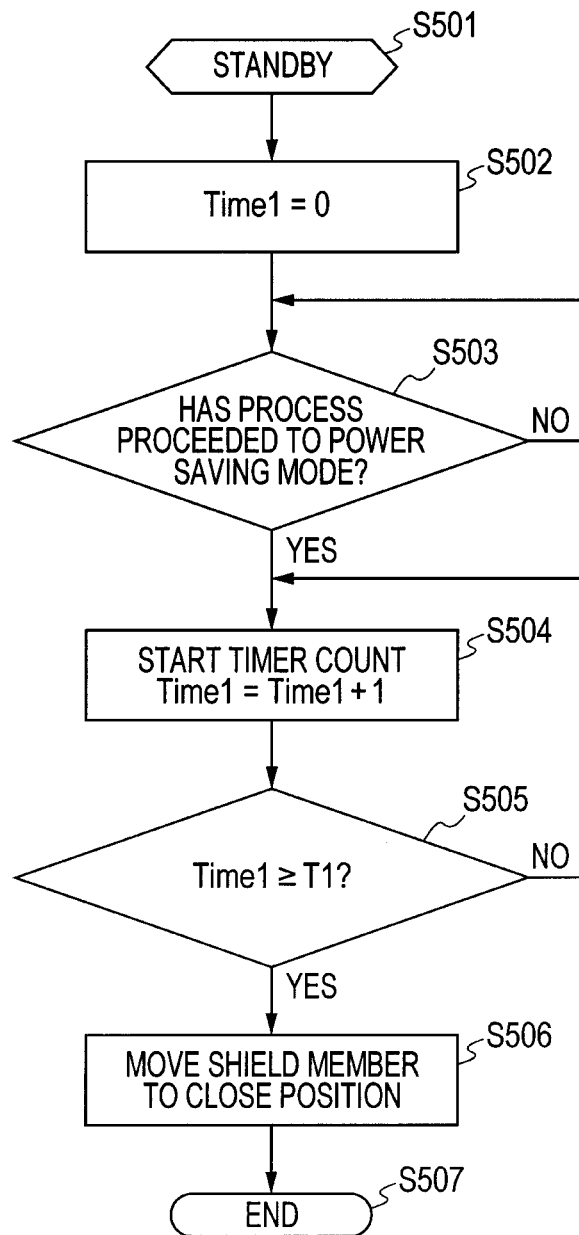 S501
STANDBY
S502
Time1 = 0
S503
HAS PROCESS
PROCEEDED TO POWER
SAVING MODE?
NO
YES
S504
START TIMER COUNT
Time1 = Time1 + 1
S505
Time1 ≥ T1?
NO
YES
S506
MOVE SHIELD MEMBER
TO CLOSE POSITION
S507
END